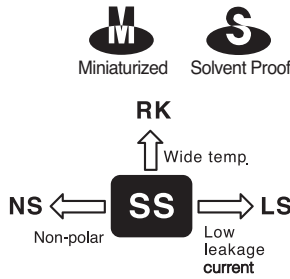 M S
Miniaturized Solvent Proof
RK
Wide temp.
NS SS LS
Non-polar
Low
leakage
current